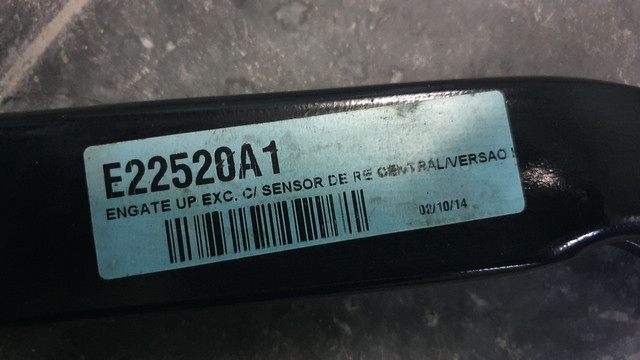 E22520A1
ENGATE UP EXC. C/ SENSOR DE RE CENTRAL/VERSAO
02/10/14